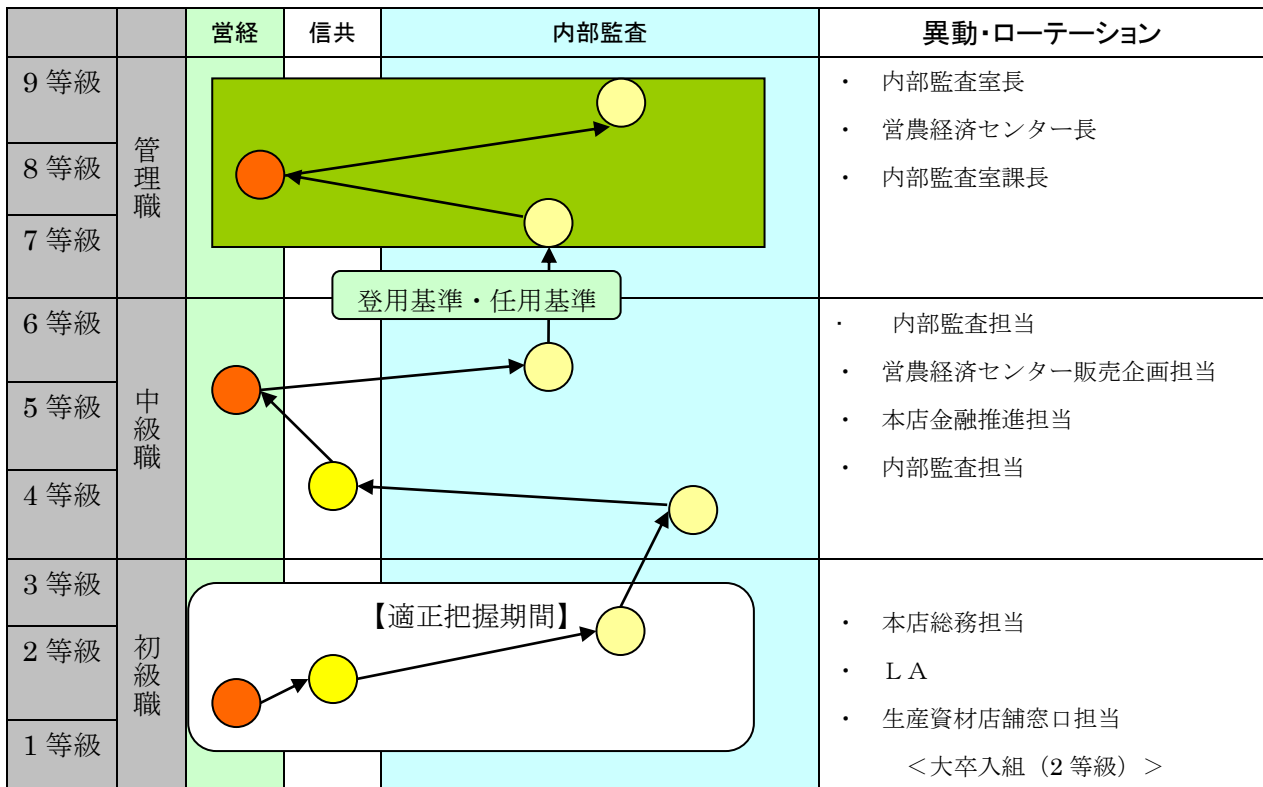 営経 信共 内部監査 異動・ローテーション
9 等級
8 等級
7 等級
管理職
・ 内部監査室長
・ 営農経済センター長
・ 内部監査室課長
登用基準・任用基準
6 等級
5 等級
4 等級
中級職
・ 内部監査担当
・ 営農経済センター販売企画担当
・ 本店金融推進担当
・ 内部監査担当
3 等級
2 等級
1 等級
初級職
【適正把握期間】
・ 本店総務担当
・ ＬＡ
・ 生産資材店舗窓口担当
＜大卒入組（2 等級）＞